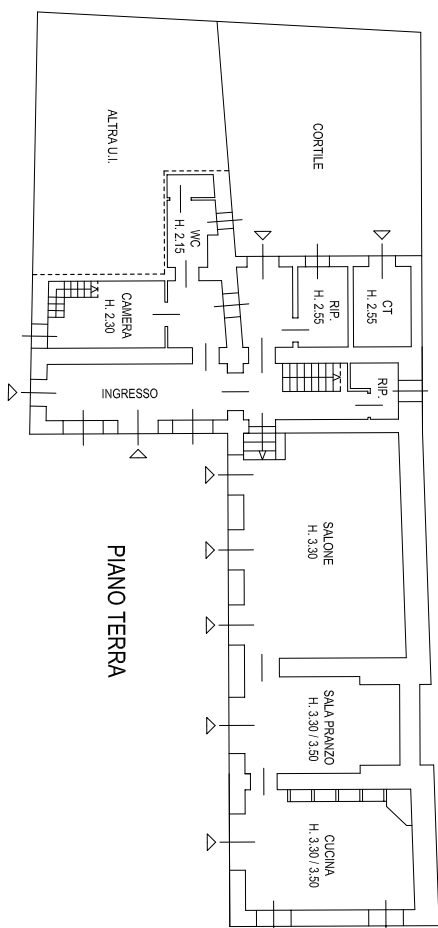 ALTRA U.I.
CORTILE
WC
H. 2.15
CAMERA
H. 2.30
RIP.
H. 2.55
CT
H. 2.55
RIP.
INGRESSO
SALONE
H. 3.30
PIANO TERRA
SALA PRANZO
H. 3.30 / 3.50
CUCINA
H. 3.30 / 3.50